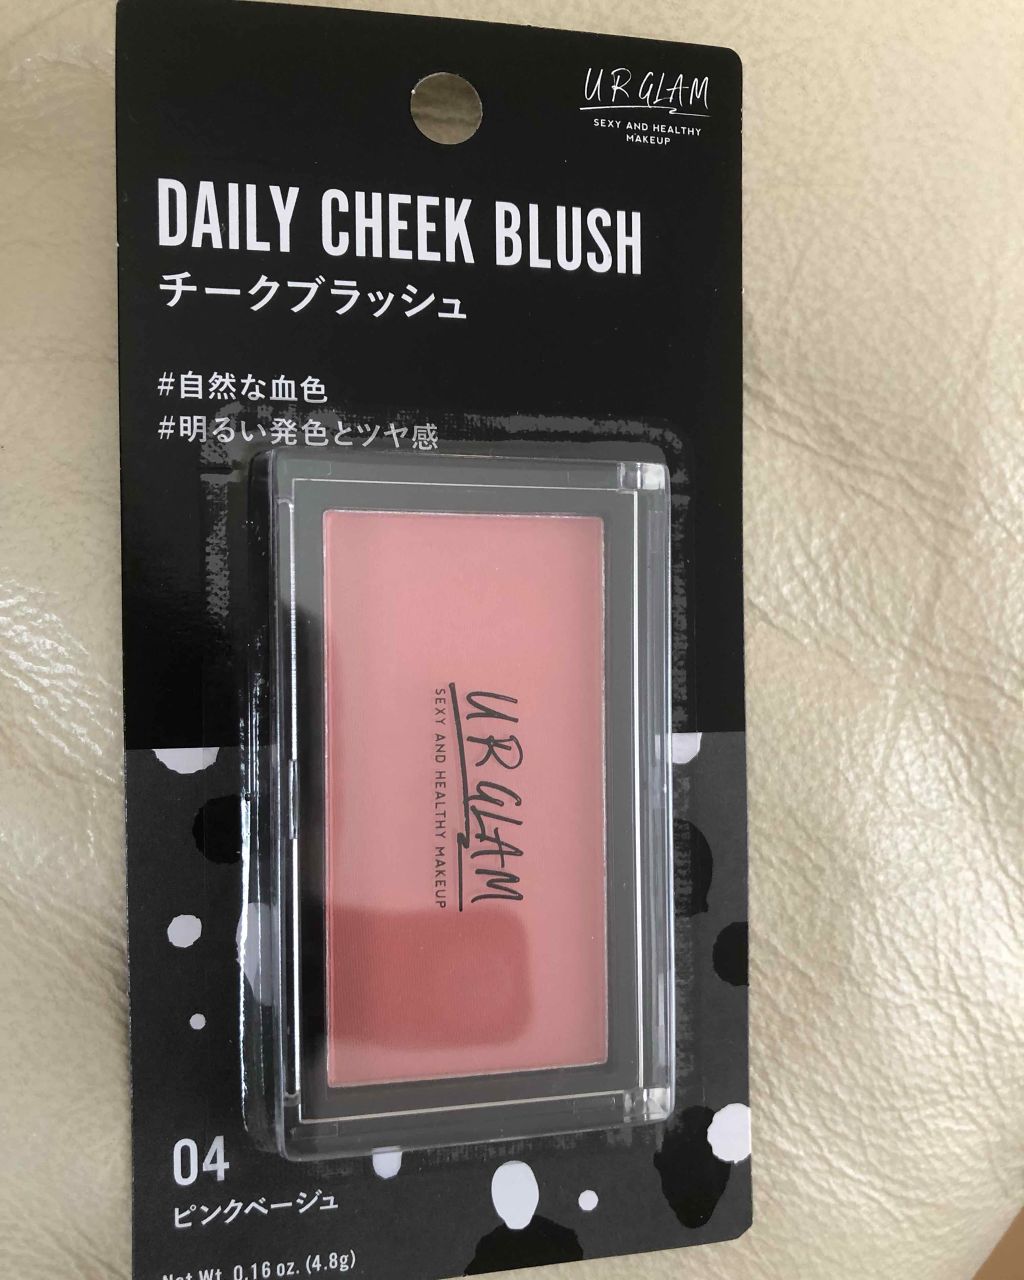 UR GLAM
SEXY AND HEALTHY
MAKEUP
DAILY CHEEK BLUSH
チークブラッシュ
#自然な血色
#明るい発色とツヤ感
UR GLAM
SEXY AND HEALTHY MAKEUP
04
ピンクベージュ
Net Wt. 0.16 oz. (4.8g)